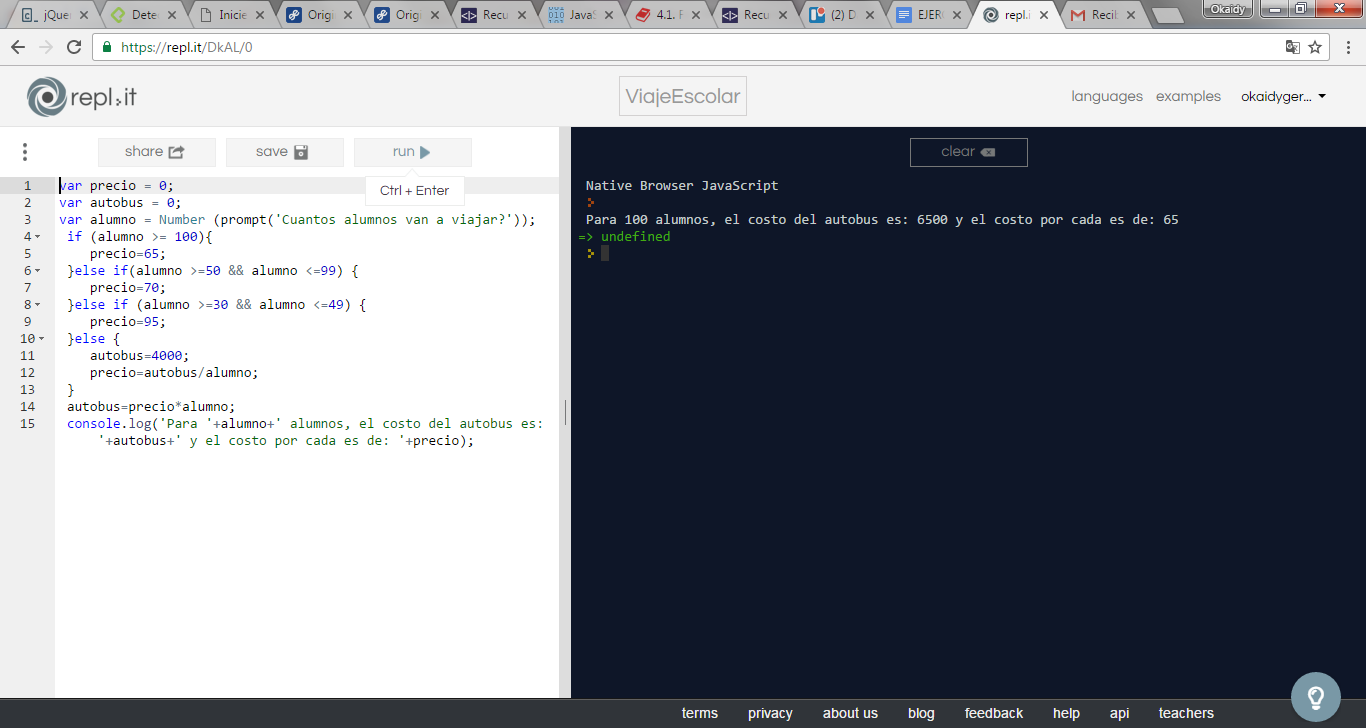 jQue
Dete
Inicie
Origi
Origi
Recu
JavaS
4.1. F
Recu
(2) D
EJER
repl.i
Recib
Okaidy
https://repl.it/DkAL/0
repl.it
ViajeEscolar
languages examples okaidyger...
share save run
clear
Ctrl + Enter
1 var precio = 0;
2 var autobus = 0;
3 var alumno = Number (prompt('Cuantos alumnos van a viajar?'));
4 if (alumno >= 100){
5 precio=65;
6 }else if(alumno >=50 && alumno <=99) {
7 precio=70;
8 }else if (alumno >=30 && alumno <=49) {
9 precio=95;
10 }else {
11 autobus=4000;
12 precio=autobus/alumno;
13 }
14 autobus=precio*alumno;
15 console.log('Para '+alumno+' alumnos, el costo del autobus es:
'+autobus+' y el costo por cada es de: '+precio);
Native Browser JavaScript
Para 100 alumnos, el costo del autobus es: 6500 y el costo por cada es de: 65
=> undefined
terms privacy about us blog feedback help api teachers